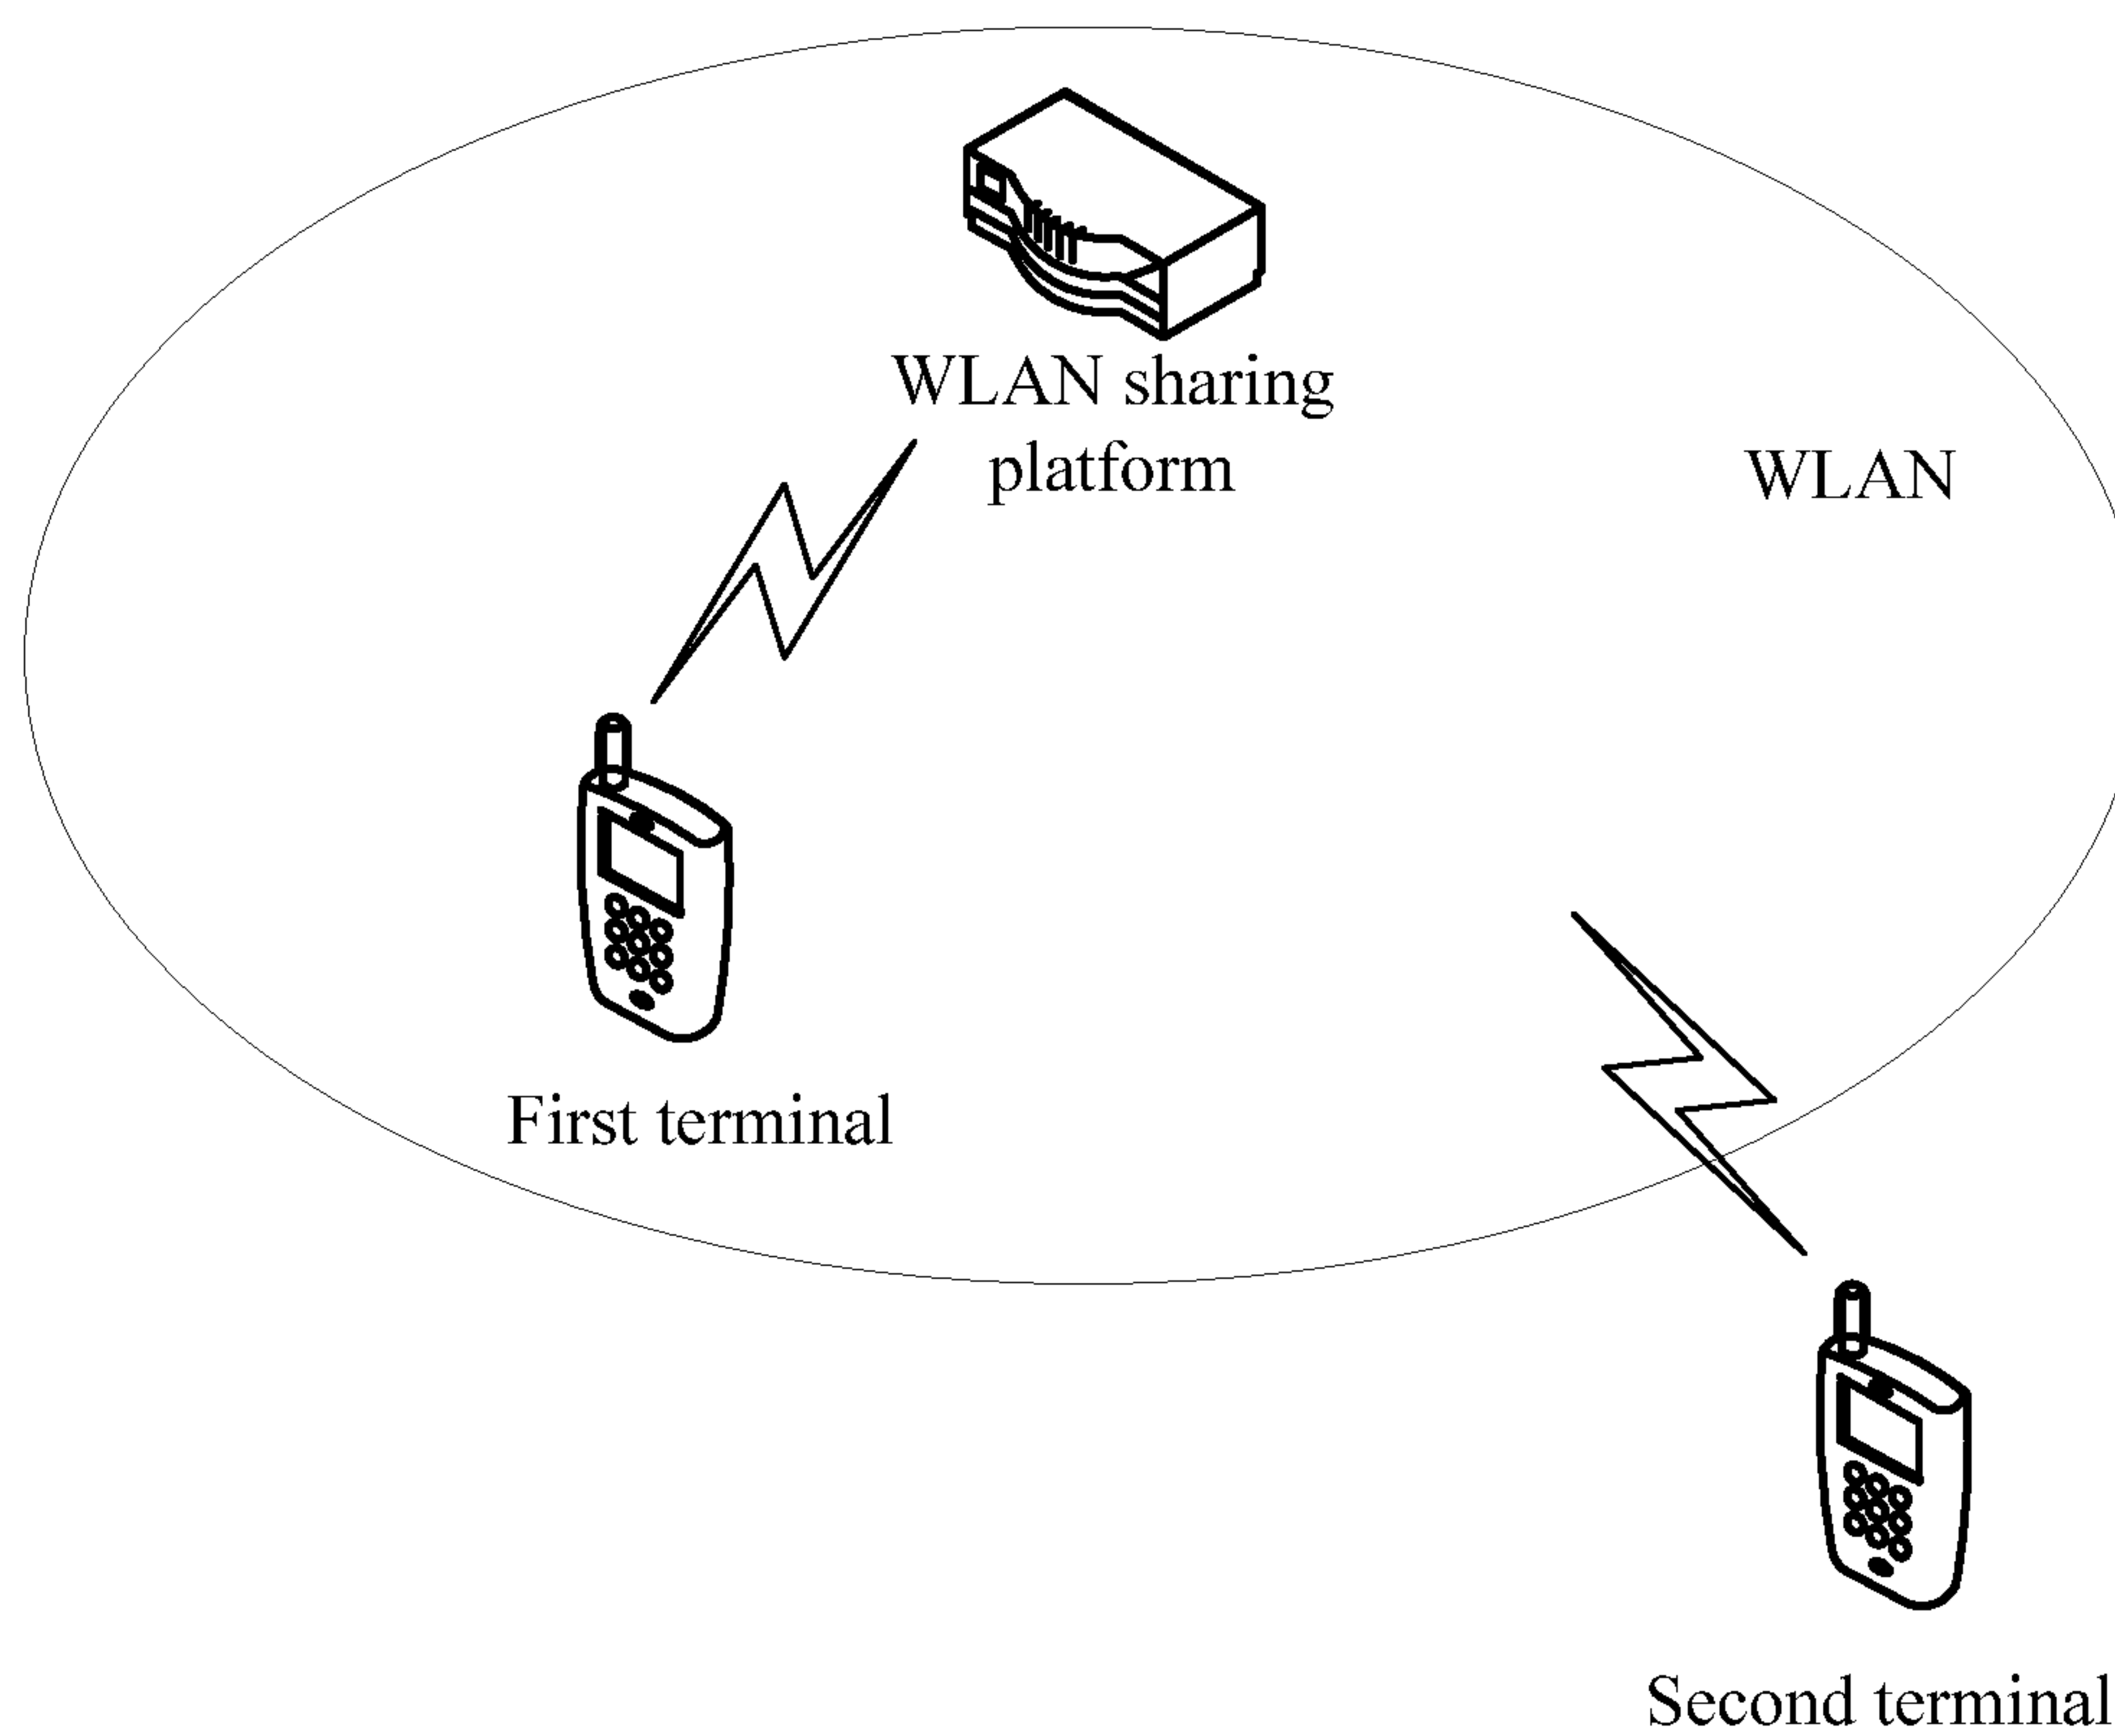 WLAN sharing
platform
WLAN
First terminal
Second terminal